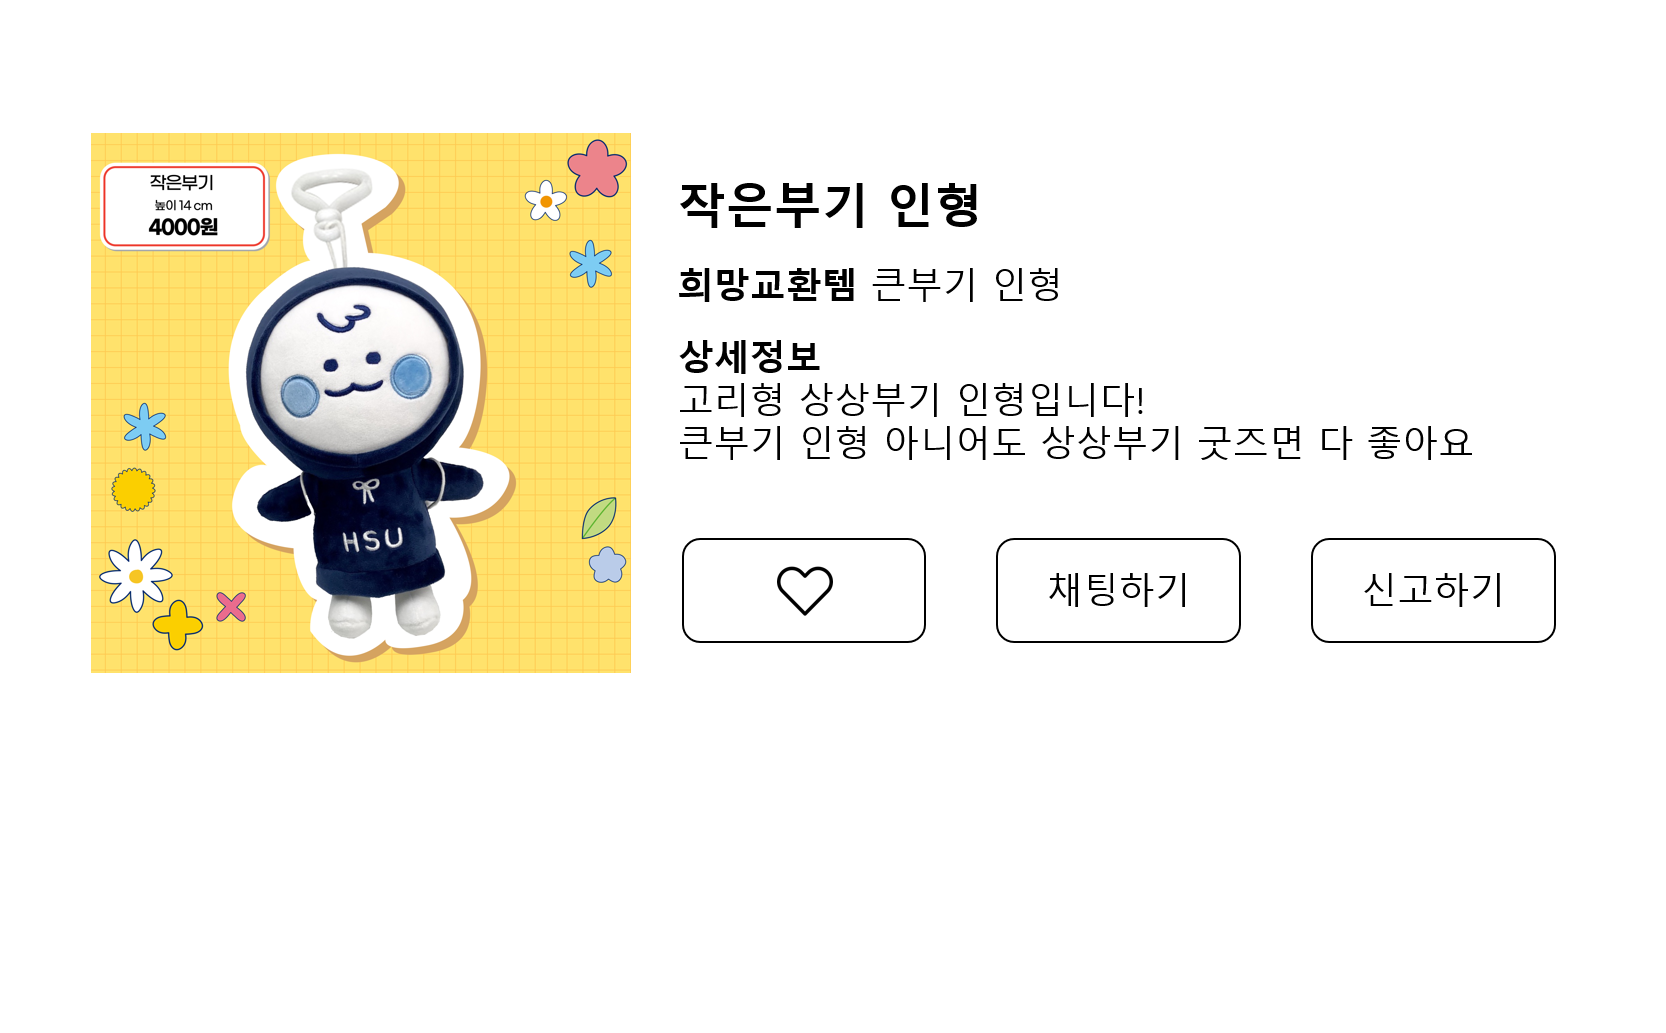 작은부기
높이 14 cm
4000원
HSU
작은부기 인형
희망교환템 큰부기 인형
상세정보
고리형 상상부기 인형입니다!
큰부기 인형 아니어도 상상부기 굿즈면 다 좋아요
채팅하기
신고하기